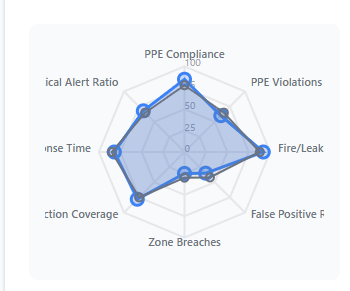 100
PPE Compliance
ical Alert Ratio
PPE Violations
75
50
25
onse Time
0
Fire/Leak
ction Coverage
False Positive R
Zone Breaches